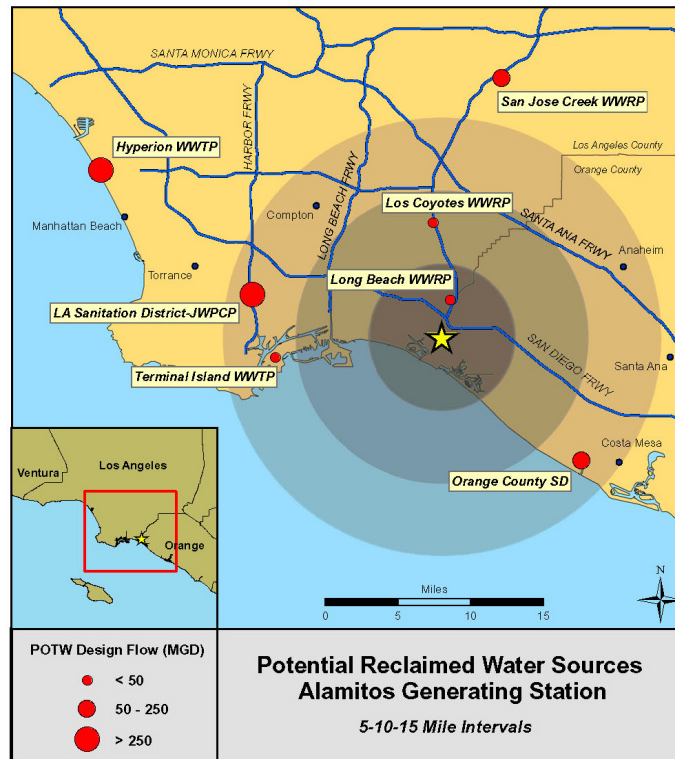 SANTA MONICA FRWY
San Jose Creek WWRP
HARBOR FRWY
Hyperion WWTP
Los Angeles County
Orange County
LONG BEACH FRWY
Compton
Los Coyotes WWRP
SANTA ANA FRWY
Manhattan Beach
Anaheim
Torrance
Long Beach WWRP
LA Sanitation District-JWPCP
SAN DIEGO FRWY
Terminal Island WWTP
Santa Ana
Costa Mesa
Orange County SD
Los Angeles
Ventura
Orange
Miles
0 5 10 15
N
POTW Design Flow (MGD)
< 50
50 - 250
> 250
Potential Reclaimed Water Sources
Alamitos Generating Station
5-10-15 Mile Intervals